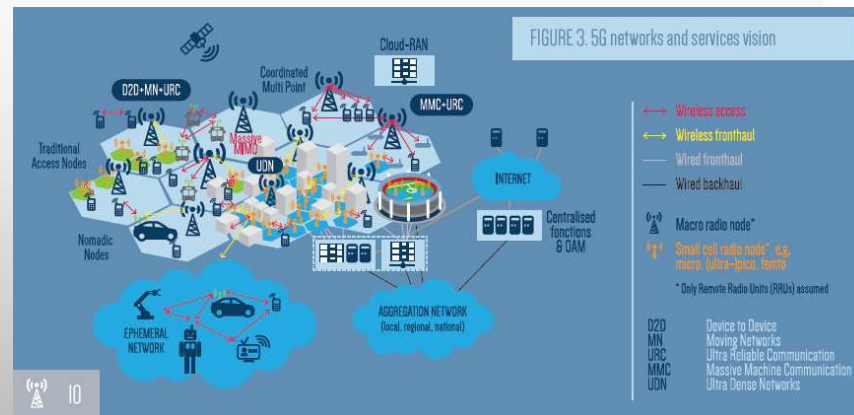 FIGURE 3. 5G networks and services vision
Cloud-RAN
Coordinated
Multi Point
D2D+MN+URC
MMC+URC
Massive
MIMO
Traditional
Access Nodes
UDN
Nomadic
Nodes
INTERNET
Centralised
fonctions
& OAM
AGGREGATION NETWORK
(local, regional, national)
EPHEMERAL
NETWORK
Wireless access
Wireless fronthaul
Wired fronthaul
Wired backhaul
Macro radio node*
Small cell radio node*, e.g.
micro, (ultra-)pico, femto
* Only Remote Radio Units (RRUs) assumed
D2D Device to Device
MN Moving Networks
URC Ultra Reliable Communication
MMC Massive Machine Communication
UDN Ultra Dense Networks
10